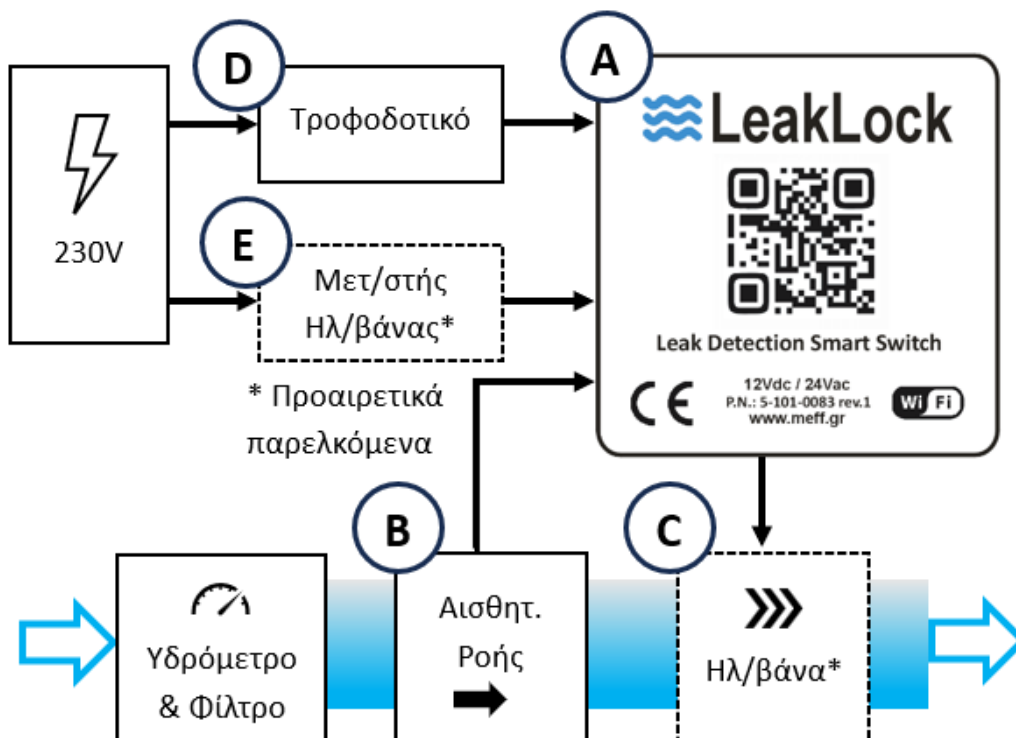 D
A
Τροφοδοτικό
LeakLock
230V
E
Μετ/στής
Ηλ/βάνας*
Leak Detection Smart Switch
* Προαιρετικά
παρελκόμενα
CE
12Vdc / 24Vac
P.N.: 5-101-0083 rev.1
www.meff.gr
Wi Fi
B
C
Υδρόμετρο
& Φίλτρο
Αισθητ.
Ροής
Ηλ/βάνα*